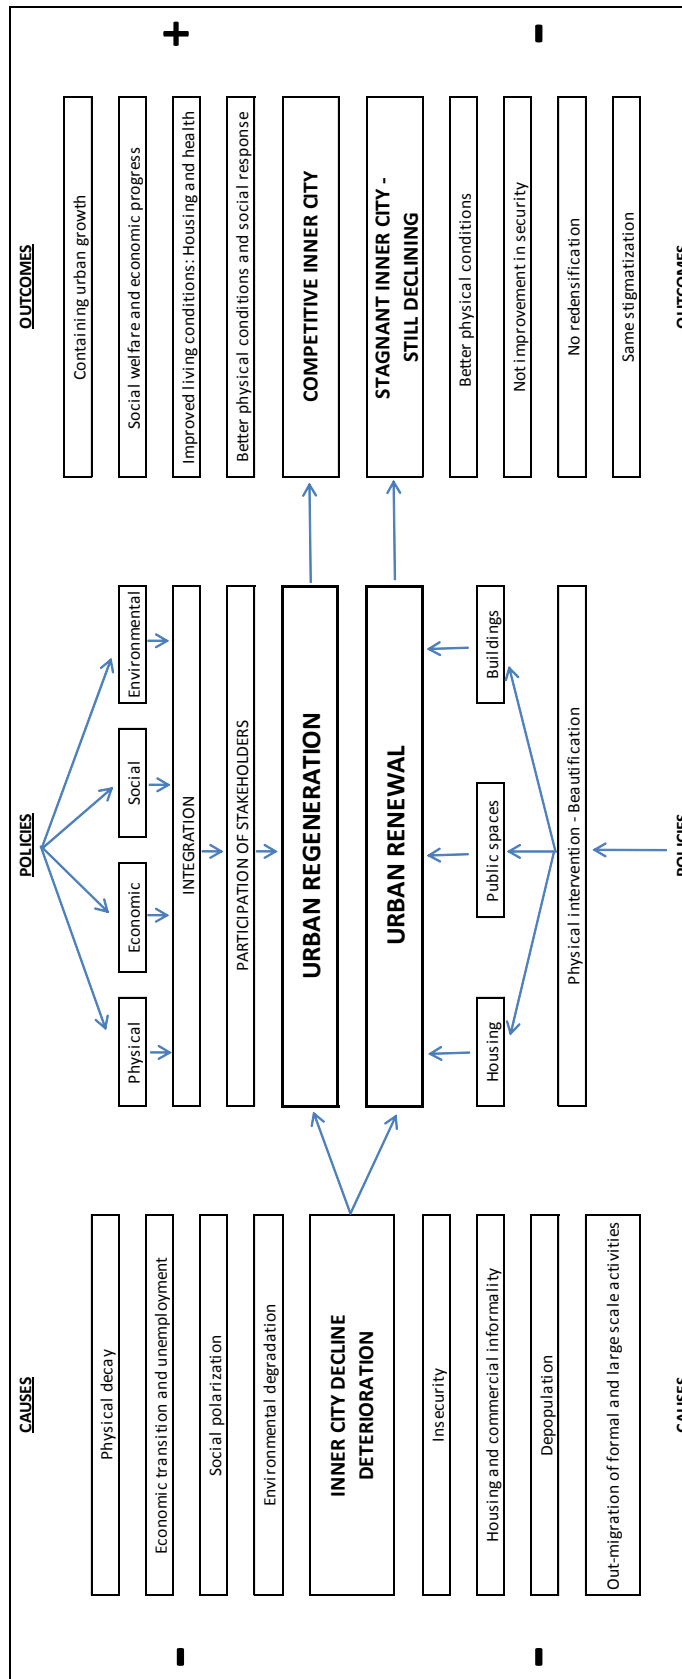 CAUSES
POLICIES
OUTCOMES
-
+
Physical decay
Economic transition and unemployment
Social polarization
Environmental degradation
INNER CITY DECLINE
DETERIORATION
Insecurity
Housing and commercial informality
Depopulation
Out-migration of formal and large scale activities
-
Physical
Economic
Social
Environmental
INTEGRATION
PARTICIPATION OF STAKEHOLDERS
URBAN REGENERATION
URBAN RENEWAL
Housing
Public spaces
Buildings
Physical intervention - Beautification
Containing urban growth
Social welfare and economic progress
Improved living conditions: Housing and health
Better physical conditions and social response
COMPETITIVE INNER CITY
STAGNANT INNER CITY -
STILL DECLINING
Better physical conditions
Not improvement in security
No redensification
Same stigmatization
-
CAUSES
POLICIES
OUTCOMES